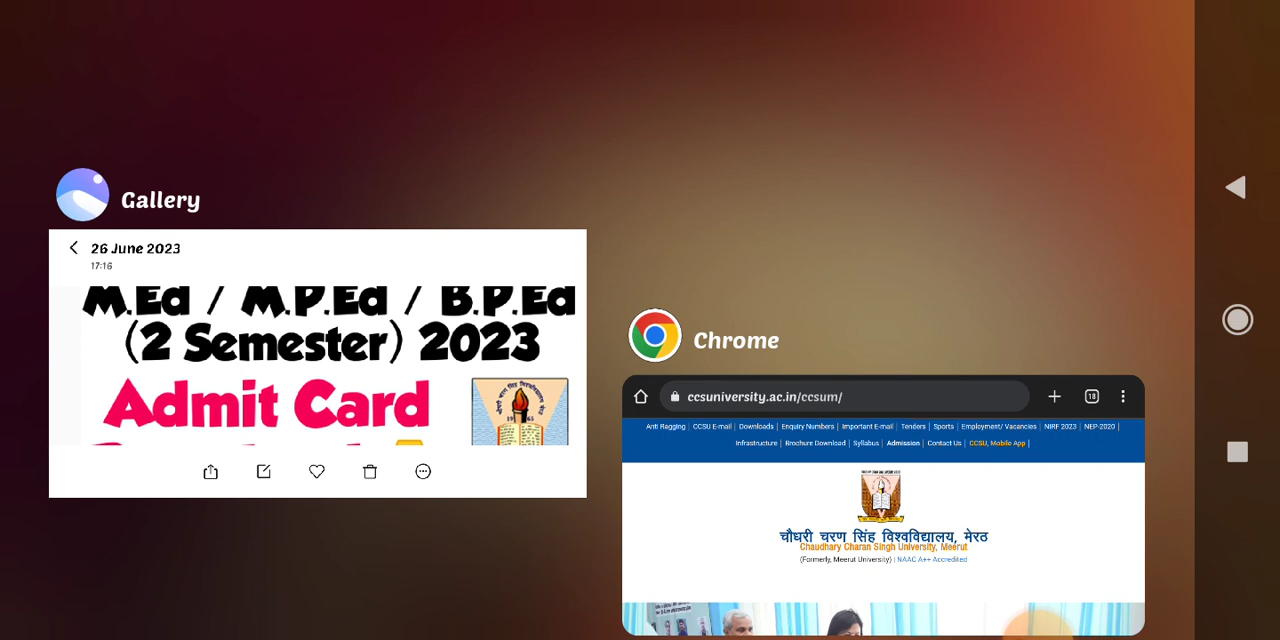 Gallery
26 June 2023
17:16
M.Ed / M.P.Ed / B.P.Ed
(2 Semester) 2023
Admit Card
Chrome
ccsuniversity.ac.in/ccsum/
18
Anti Ragging | CCSU E-mail | Downloads | Enquiry Numbers | Important E-mail | Tenders | Sports | Employment/ Vacancies | NIRF 2023 | NEP-2020 |
Infrastructure | Brochure Download | Syllabus | Admission | Contact Us | CCSU, Mobile App |
चौधरी चरण सिंह विश्वविद्यालय, मेरठ
Chaudhary Charan Singh University, Meerut
(Formerly, Meerut University) | NAAC A++ Accredited